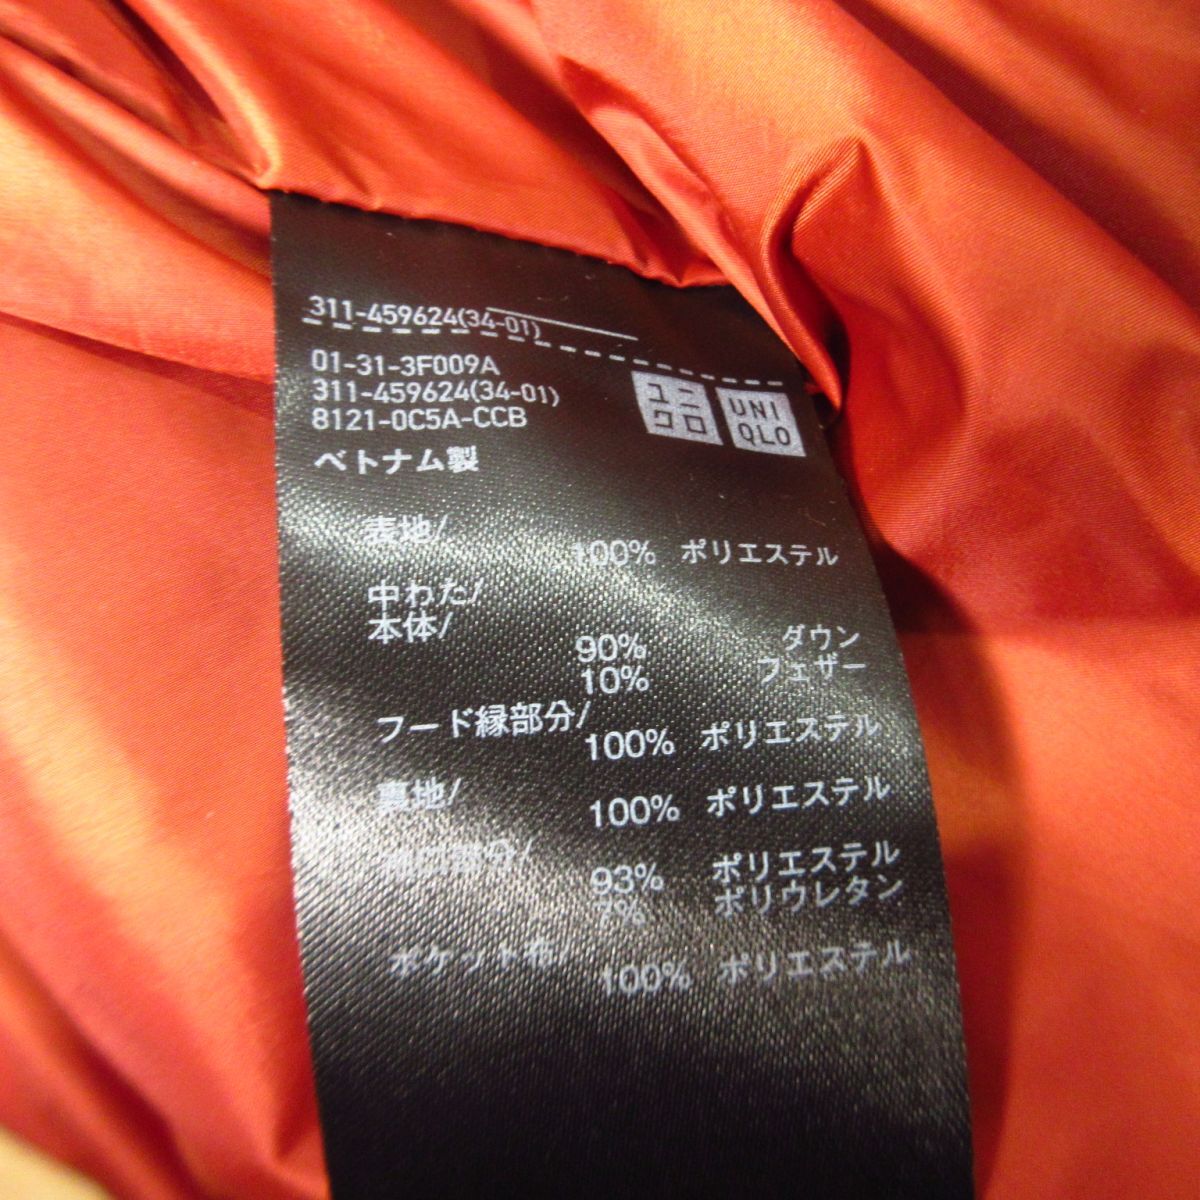 311-459624(34-01)
01-31-3F009A
311-459624(34-01)
8121-0C5A-CCB
ユニ
クロ
UNI
QLO
ベトナム製
表地/
100% ポリエステル
中わた/
本体/
90% ダウン
10% フェザー
フード縁部分/
100% ポリエステル
裏地/
100% ポリエステル
袖口部分/
93% ポリエステル
7% ポリウレタン
ポケット布/
100% ポリエステル